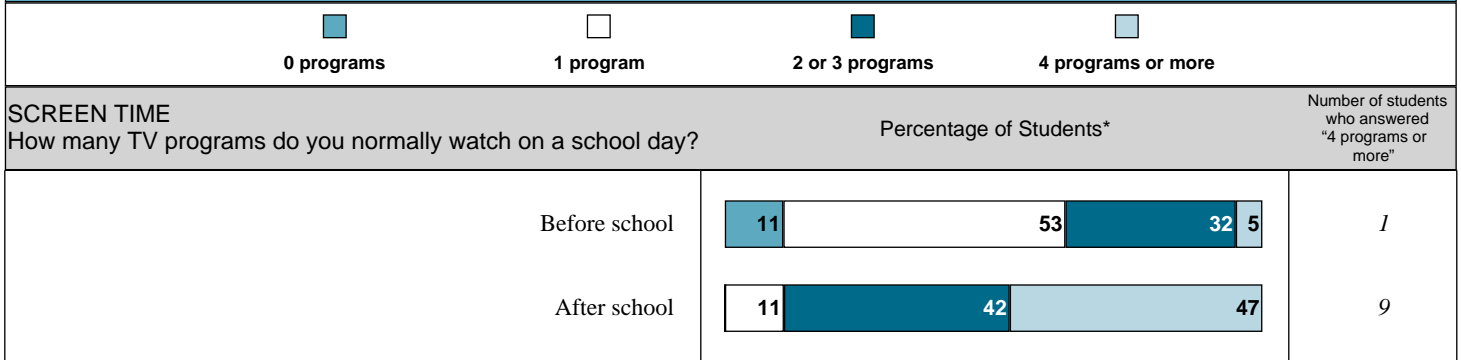 0 programs 1 program 2 or 3 programs 4 programs or more
SCREEN TIME
How many TV programs do you normally watch on a school day?
Percentage of Students*
Number of students
who answered
“4 programs or
more”
Before school 11 53 32 5 1
After school 11 42 47 9